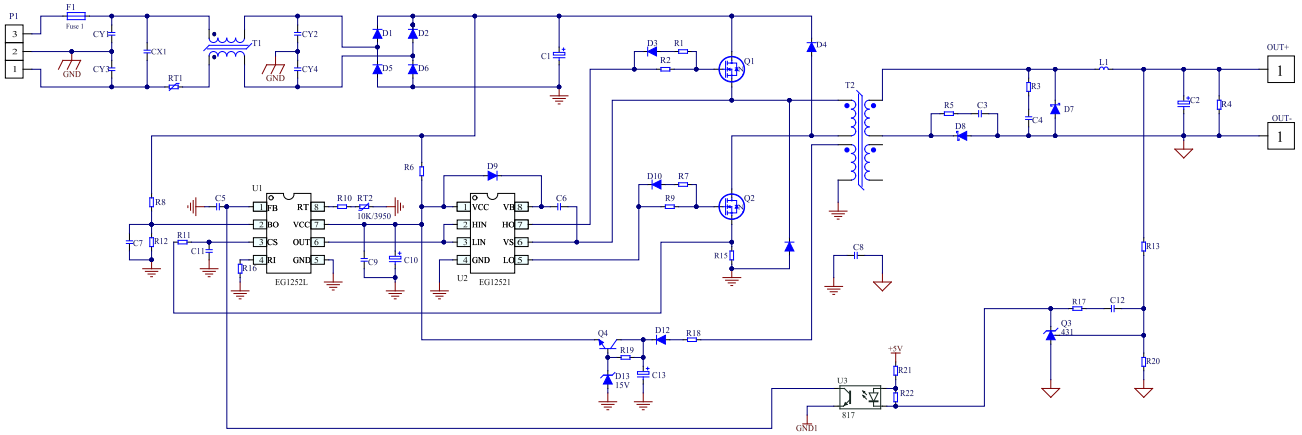 P1
F1
Fuse 1
3
2
1
CY1
CY3
GND
CX1
RT1
T1
CY2
CY4
GND
D1
D2
D5
D6
C1
D3
R1
R2
Q1
D4
T2
R5
C3
D8
R3
C4
D7
L1
C2
R4
OUT+
1
OUT-
1
R8
C7
R12
R11
C11
C5
U1
1 FB RT 8
2 BO VCC 7
3 CS OUT 6
4 RI GND 5
EG1252L
R16
R10
RT2
10K/3950
C9
C10
R6
D9
C6
1 VCC VB 8
2 HIN HO 7
3 LIN VS 6
4 GND LO 5
U2
EG12521
D10
R7
R9
Q2
R15
C8
R13
Q4
R19
D12
R18
D13
15V
C13
U3
817
GND1
+5V
R21
R22
R17
C12
Q3
431
R20